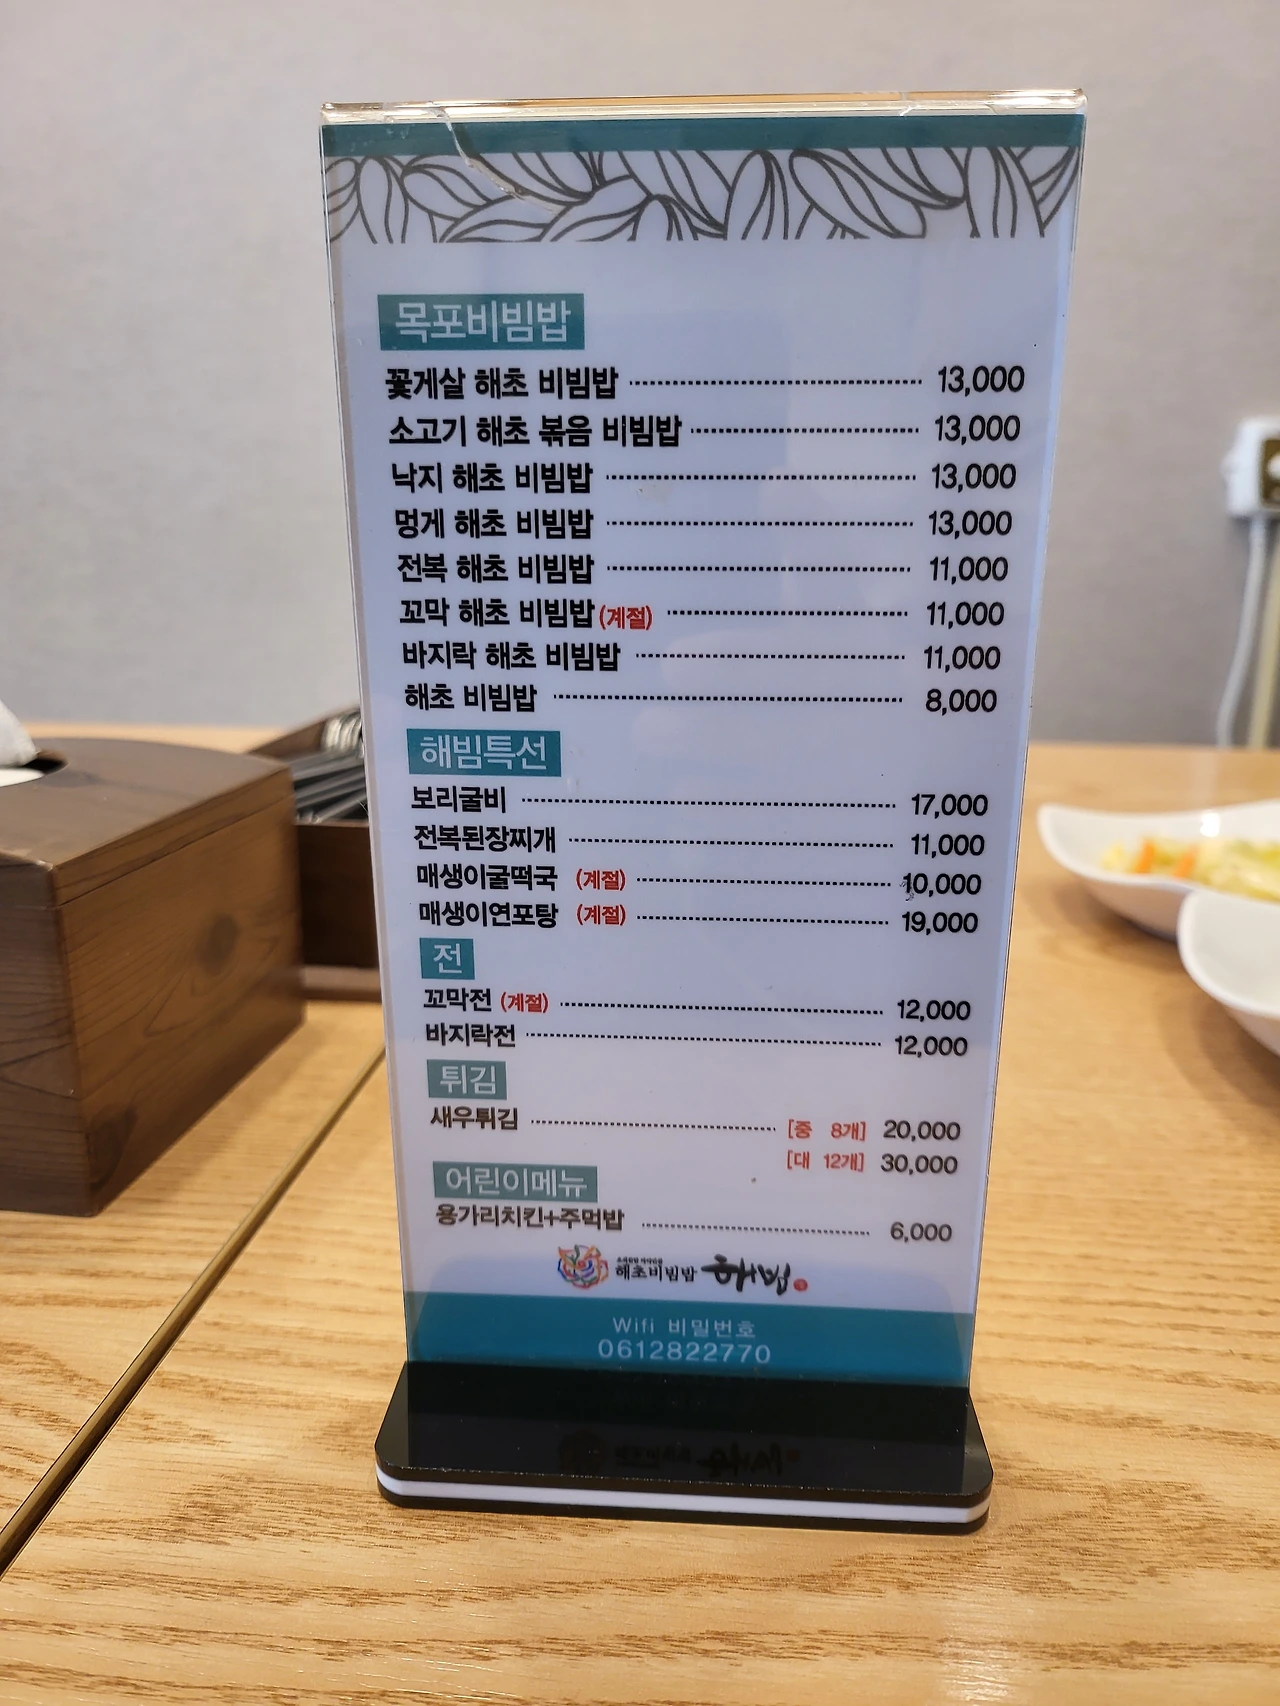 목포비빔밥
꽃게살 해초 비빔밥 13,000
소고기 해초 볶음 비빔밥 13,000
낙지 해초 비빔밥 13,000
멍게 해초 비빔밥 13,000
전복 해초 비빔밥 11,000
꼬막 해초 비빔밥 (계절) 11,000
바지락 해초 비빔밥 11,000
해초 비빔밥 8,000
해빔특선
보리굴비 17,000
전복된장찌개 11,000
매생이굴떡국 (계절) 10,000
매생이연포탕 (계절) 19,000
전
꼬막전 (계절) 12,000
바지락전 12,000
튀김
새우튀김 [중 8개] 20,000
[대 12개] 30,000
어린이메뉴
용가리치킨+주먹밥 6,000
해초비빔밥 해빔
Wifi 비밀번호
0612822770